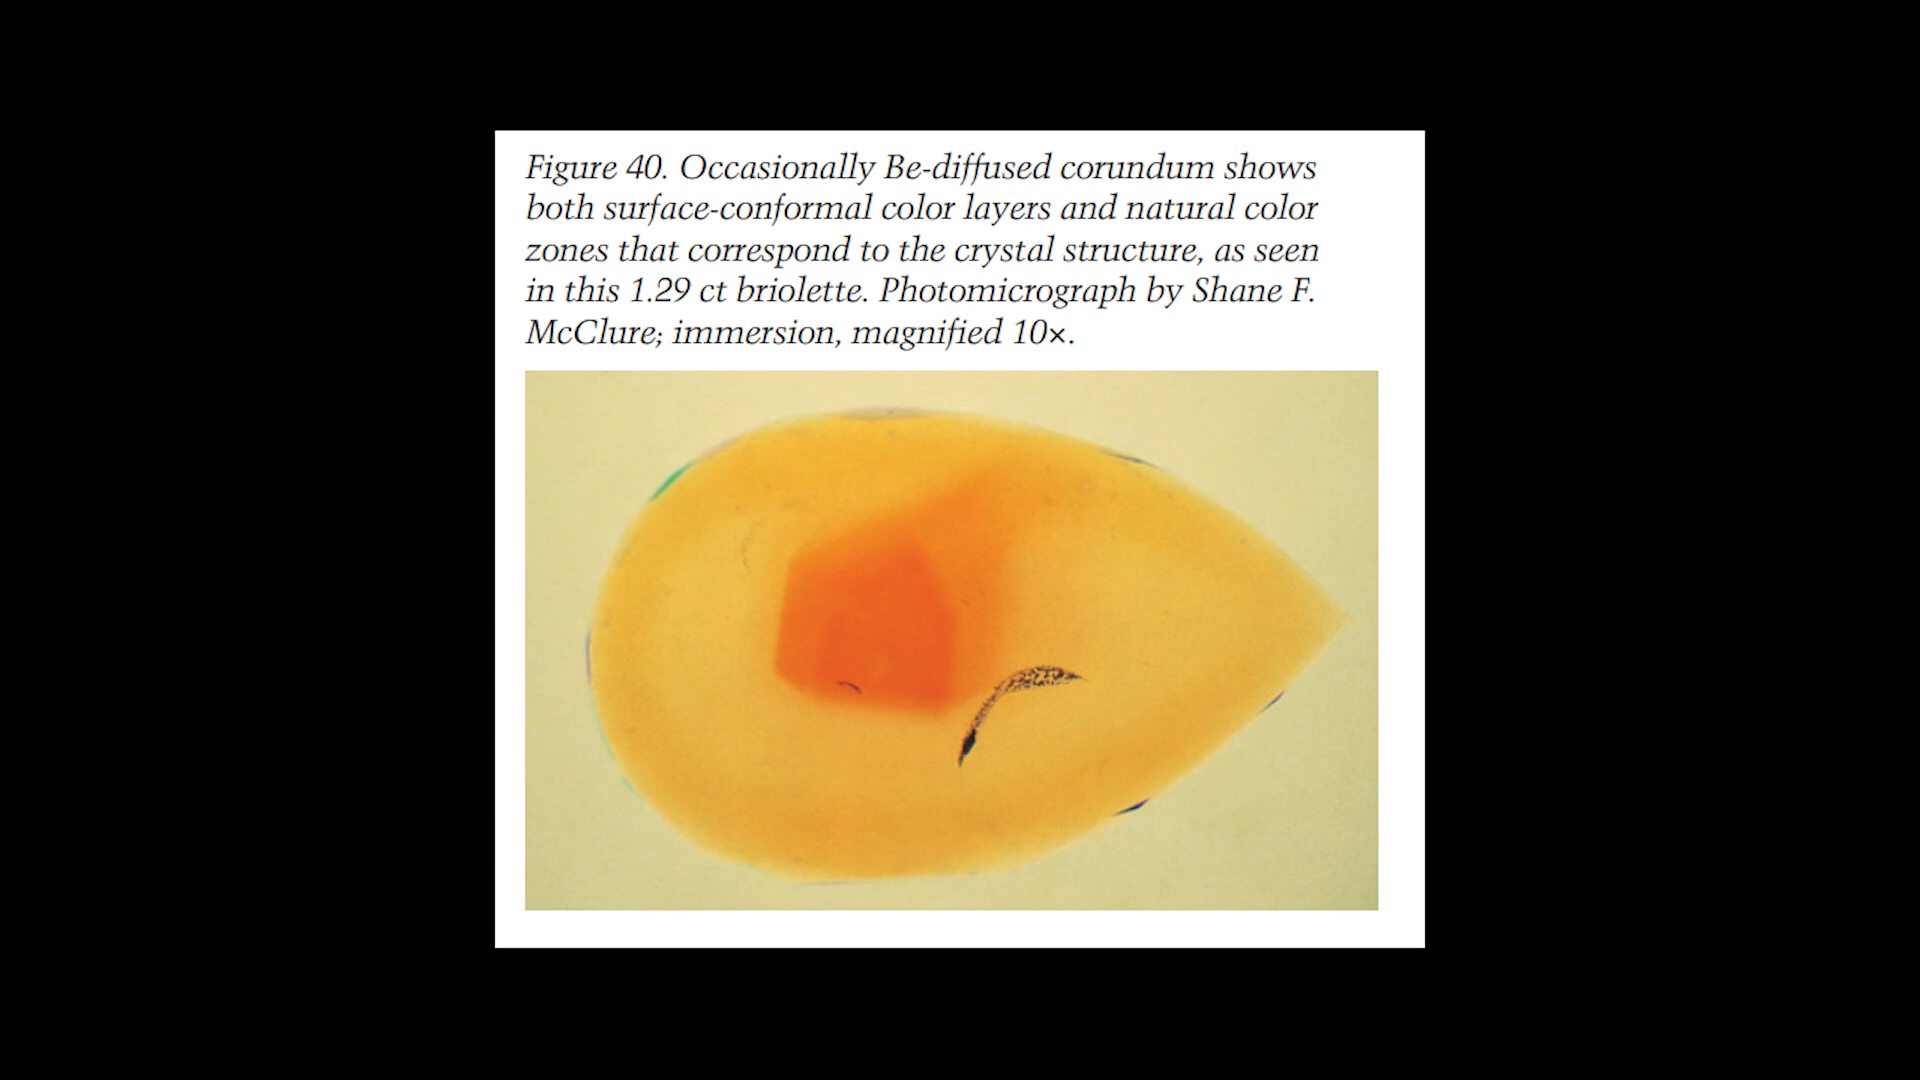 Figure 40. Occasionally Be-diffused corundum shows
both surface-conformal color layers and natural color
zones that correspond to the crystal structure, as seen
in this 1.29 ct briolette. Photomicrograph by Shane F.
McClure; immersion, magnified 10×.